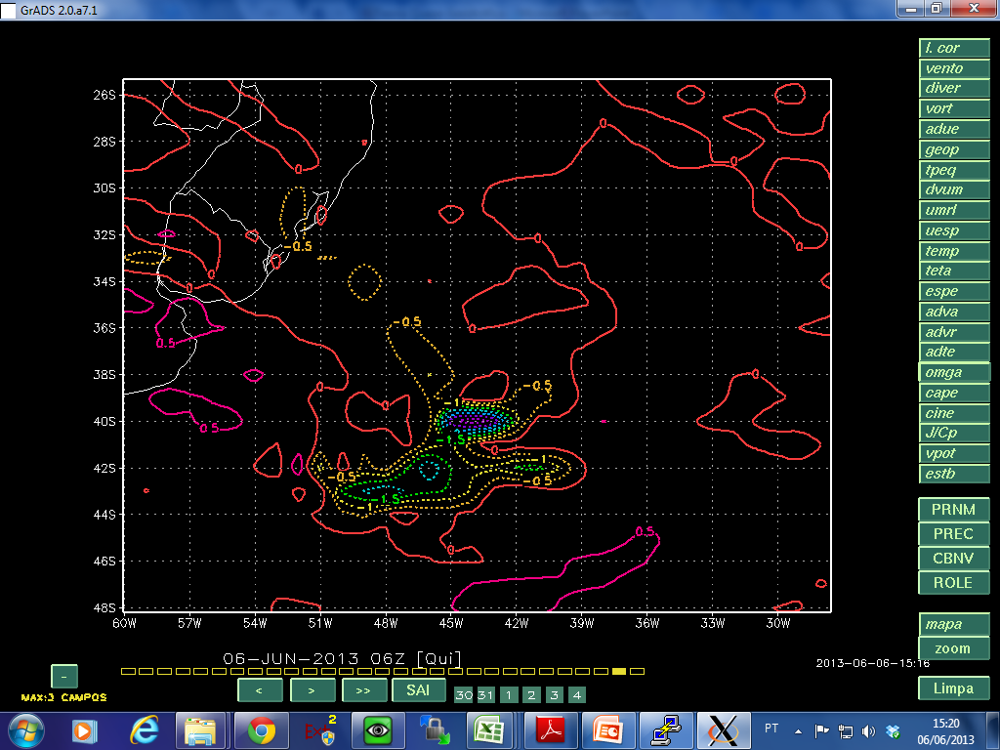 GrADS 2.0.a7.1
l. cor
vento
diver
vort
adue
geop
tpeq
dvum
umrl
uesp
temp
teta
espe
adva
advr
adte
omga
cape
cine
J/Cp
vpot
estb
PRNM
PREC
CBNV
ROLE
mapa
zoom
Limpa
26S
28S
30S
32S
34S
36S
38S
40S
42S
44S
46S
48S
60W 57W 54W 51W 48W 45W 42W 39W 36W 33W 30W
0
0
0
-0.5
0
0
0
0
0
0.5
-0.5
0
0
0
-0.5
-1
0.5
-1.5
0
-1
-0.5
-0.5
-1.5
-1
0.5
0
06-JUN-2013 06Z [Qui]
2013-06-06-15:16
-
MAX:3 CAMPOS
< > >> SAI 30 31 1 2 3 4
Ext 2
PT
15:20
06/06/2013